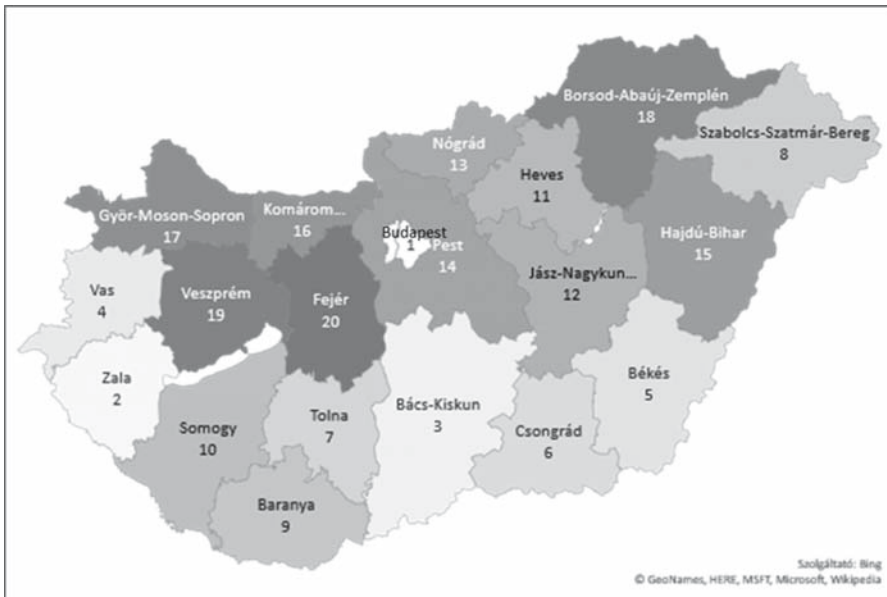 Borsod-Abaúj-Zemplén
18
Szabolcs-Szatmár-Bereg
8
Nógrád
13
Heves
11
Györ-Moson-Sopron
17
Komárom...
16
Budapest
1
Pest
14
Hajdú-Bihar
15
Jász-Nagykun ...
12
Vas
4
Veszprém
19
Fejér
20
Zala
2
Békés
5
Bács-Kiskun
3
Tolna
7
Somogy
10
Csongrád
6
Baranya
9
Szolgáltató: Bing
© GeoNames, HERE, MSFT, Microsoft, Wikipedia